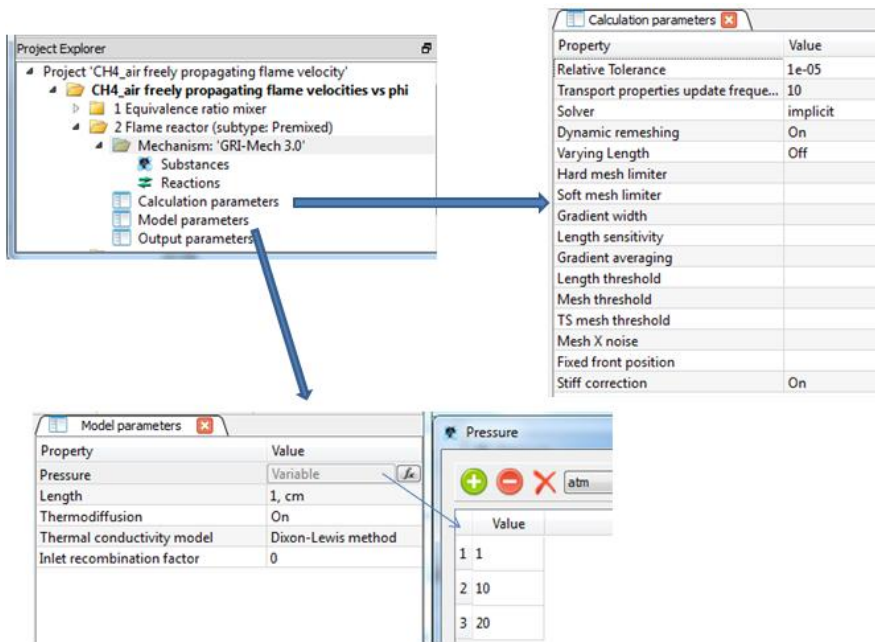 Project Explorer
Project 'CH4_air freely propagating flame velocity'
CH4_air freely propagating flame velocities vs phi
1 Equivalence ratio mixer
2 Flame reactor (subtype: Premixed)
Mechanism: 'GRI-Mech 3.0'
Substances
Reactions
Calculation parameters
Model parameters
Output parameters
Calculation parameters
Property Value
Relative Tolerance 1e-05
Transport properties update freque... 10
Solver implicit
Dynamic remeshing On
Varying Length Off
Hard mesh limiter
Soft mesh limiter
Gradient width
Length sensitivity
Gradient averaging
Length threshold
Mesh threshold
TS mesh threshold
Mesh X noise
Fixed front position
Stiff correction On
Model parameters
Property Value
Pressure Variable fx
Length 1, cm
Thermodiffusion On
Thermal conductivity model Dixon-Lewis method
Inlet recombination factor 0
Pressure
atm
Value
1 1
2 10
3 20